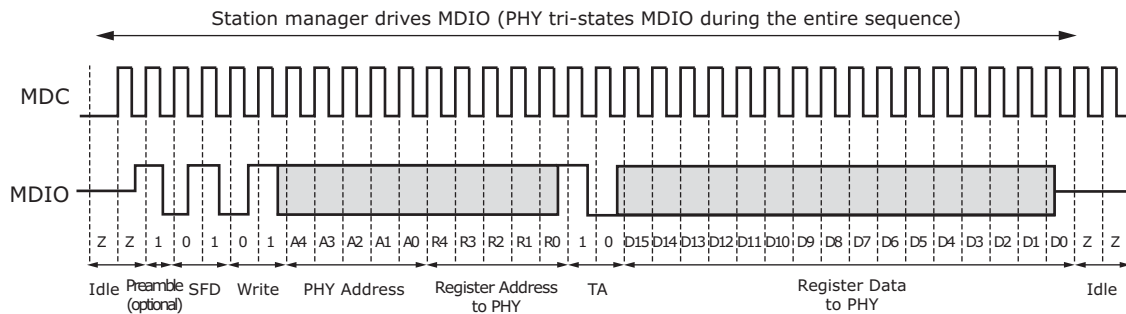 Station manager drives MDIO (PHY tri-states MDIO during the entire sequence)
MDC
MDIO
Z Z 1 0 1 0 1 A4 A3 A2 A1 A0 R4 R3 R2 R1 R0 1 0 D15 D14 D13 D12 D11 D10 D9 D8 D7 D6 D5 D4 D3 D2 D1 D0 Z Z
Idle Preamble SFD Write PHY Address Register Address TA Register Data Idle
(optional) to PHY to PHY